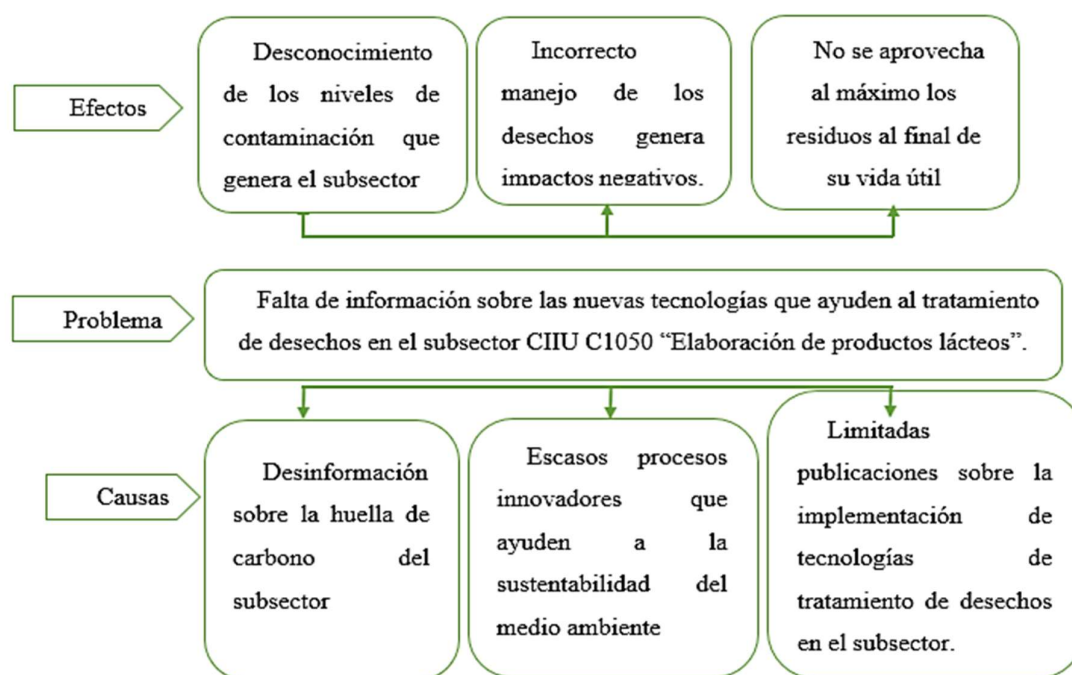 Efectos
Desconocimiento
de los niveles de
contaminación que
genera el subsector
Incorrecto
manejo de los
desechos genera
impactos negativos.
No se aprovecha
al máximo los
residuos al final de
su vida útil
Problema
Falta de información sobre las nuevas tecnologías que ayuden al tratamiento
de desechos en el subsector CIIU C1050 “Elaboración de productos lácteos”.
Causas
Desinformación
sobre la huella de
carbono del
subsector
Escasos procesos
innovadores que
ayuden a la
sustentabilidad del
medio ambiente
Limitadas
publicaciones sobre la
implementación de
tecnologías de
tratamiento de desechos
en el subsector.